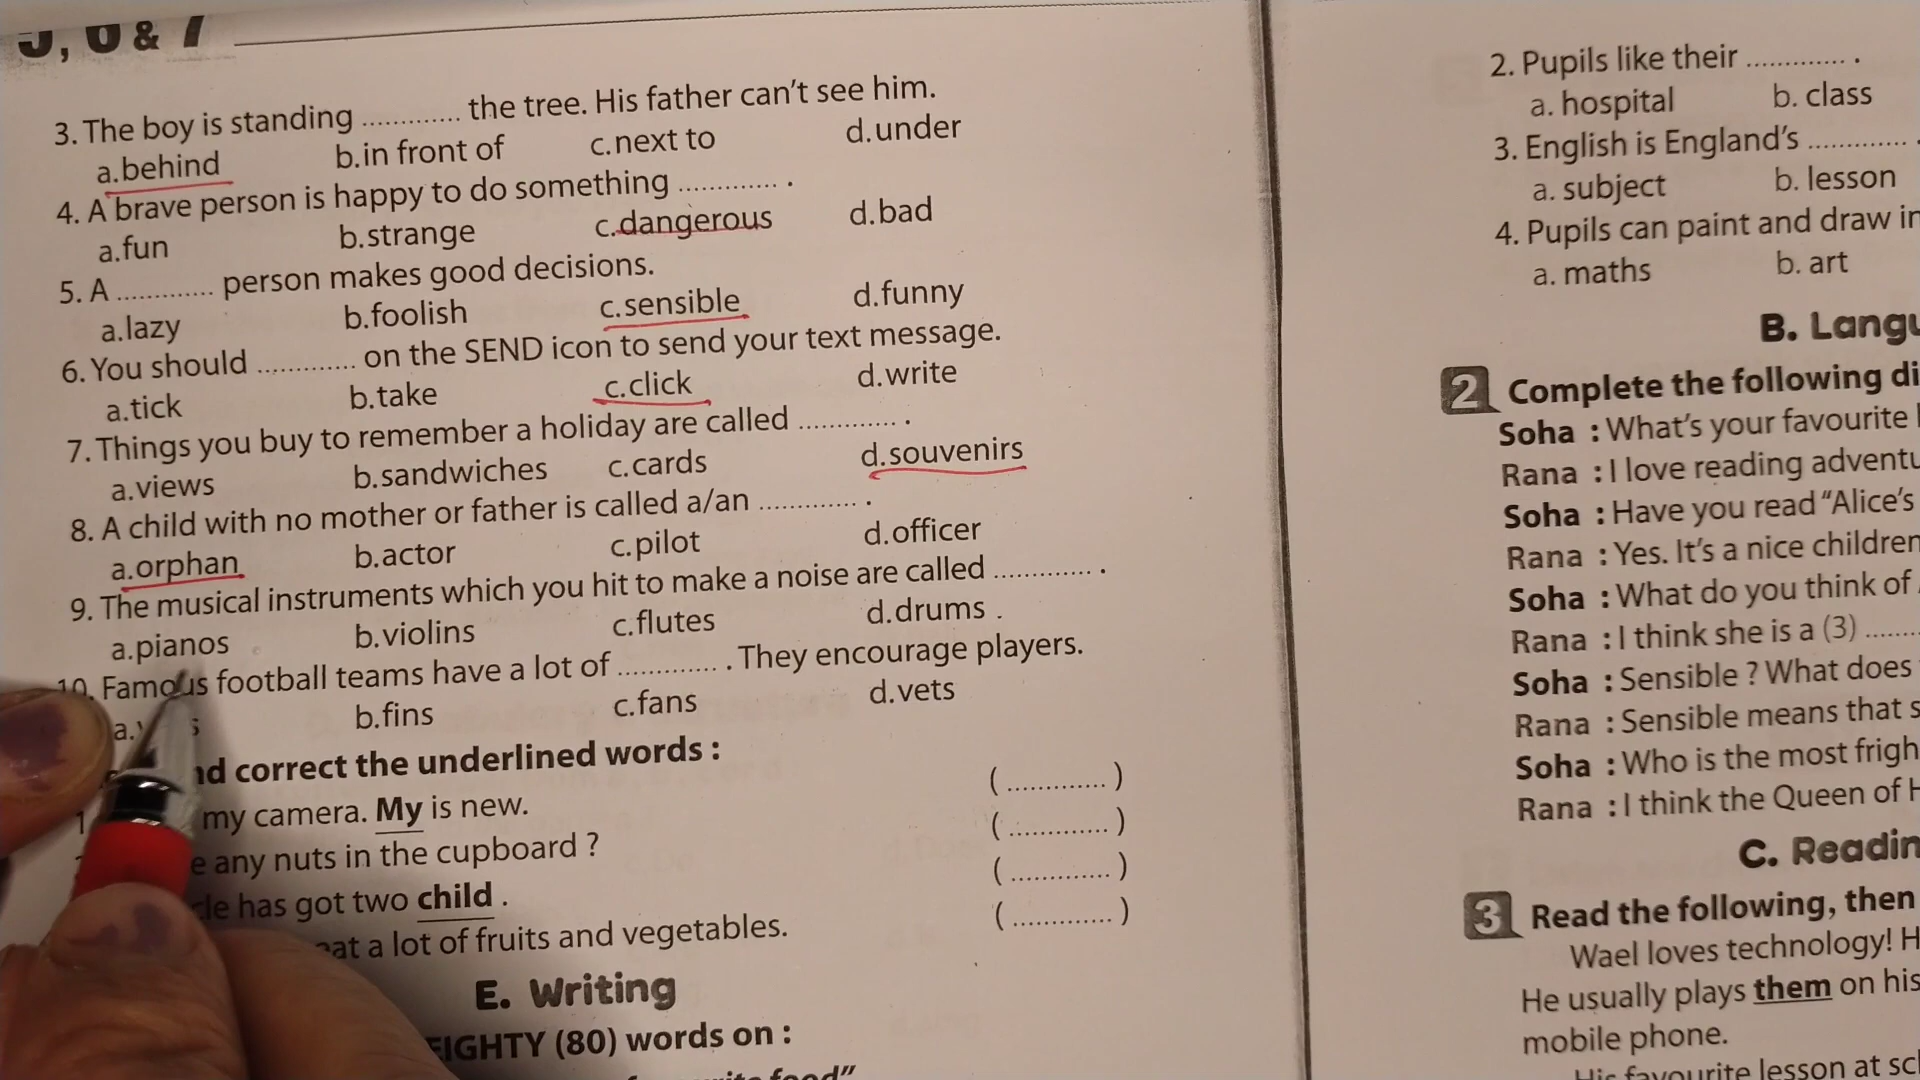 5, 6 & 7
3. The boy is standing ............. the tree. His father can't see him.
a.behind b.in front of c.next to d.under
4. A brave person is happy to do something ............. .
a.fun b.strange c.dangerous d.bad
5. A ............. person makes good decisions.
a.lazy b.foolish c.sensible d.funny
6. You should ............. on the SEND icon to send your text message.
a.tick b.take c.click d.write
7. Things you buy to remember a holiday are called ............. .
a.views b.sandwiches c.cards d.souvenirs
8. A child with no mother or father is called a/an ............. .
a.orphan b.actor c.pilot d.officer
9. The musical instruments which you hit to make a noise are called ............. .
a.pianos b.violins c.flutes d.drums .
10. Famous football teams have a lot of ............. . They encourage players.
b.fins c.fans d.vets
correct the underlined words :
my camera. My is new. (.............)
any nuts in the cupboard ? (.............)
has got two child . (.............)
a lot of fruits and vegetables. (.............)
E. Writing
EIGHTY (80) words on :
food"
2. Pupils like their ............. .
a. hospital b. class
3. English is England's .............
a. subject b. lesson
4. Pupils can paint and draw
a. maths b. art
B.
2 Complete the following
Soha : What's your favourite
Rana : I love reading
Soha : Have you read "Alice's
Rana : Yes. It's a nice
Soha : What do you think of
Rana : I think she is a (3) .......
Soha : Sensible ? What does
Rana : Sensible means that
Soha : Who is the most
Rana : I think the Queen of
C.
3 Read the following, then
Wael loves technology!
He usually plays them on his
mobile phone.
His favourite lesson at